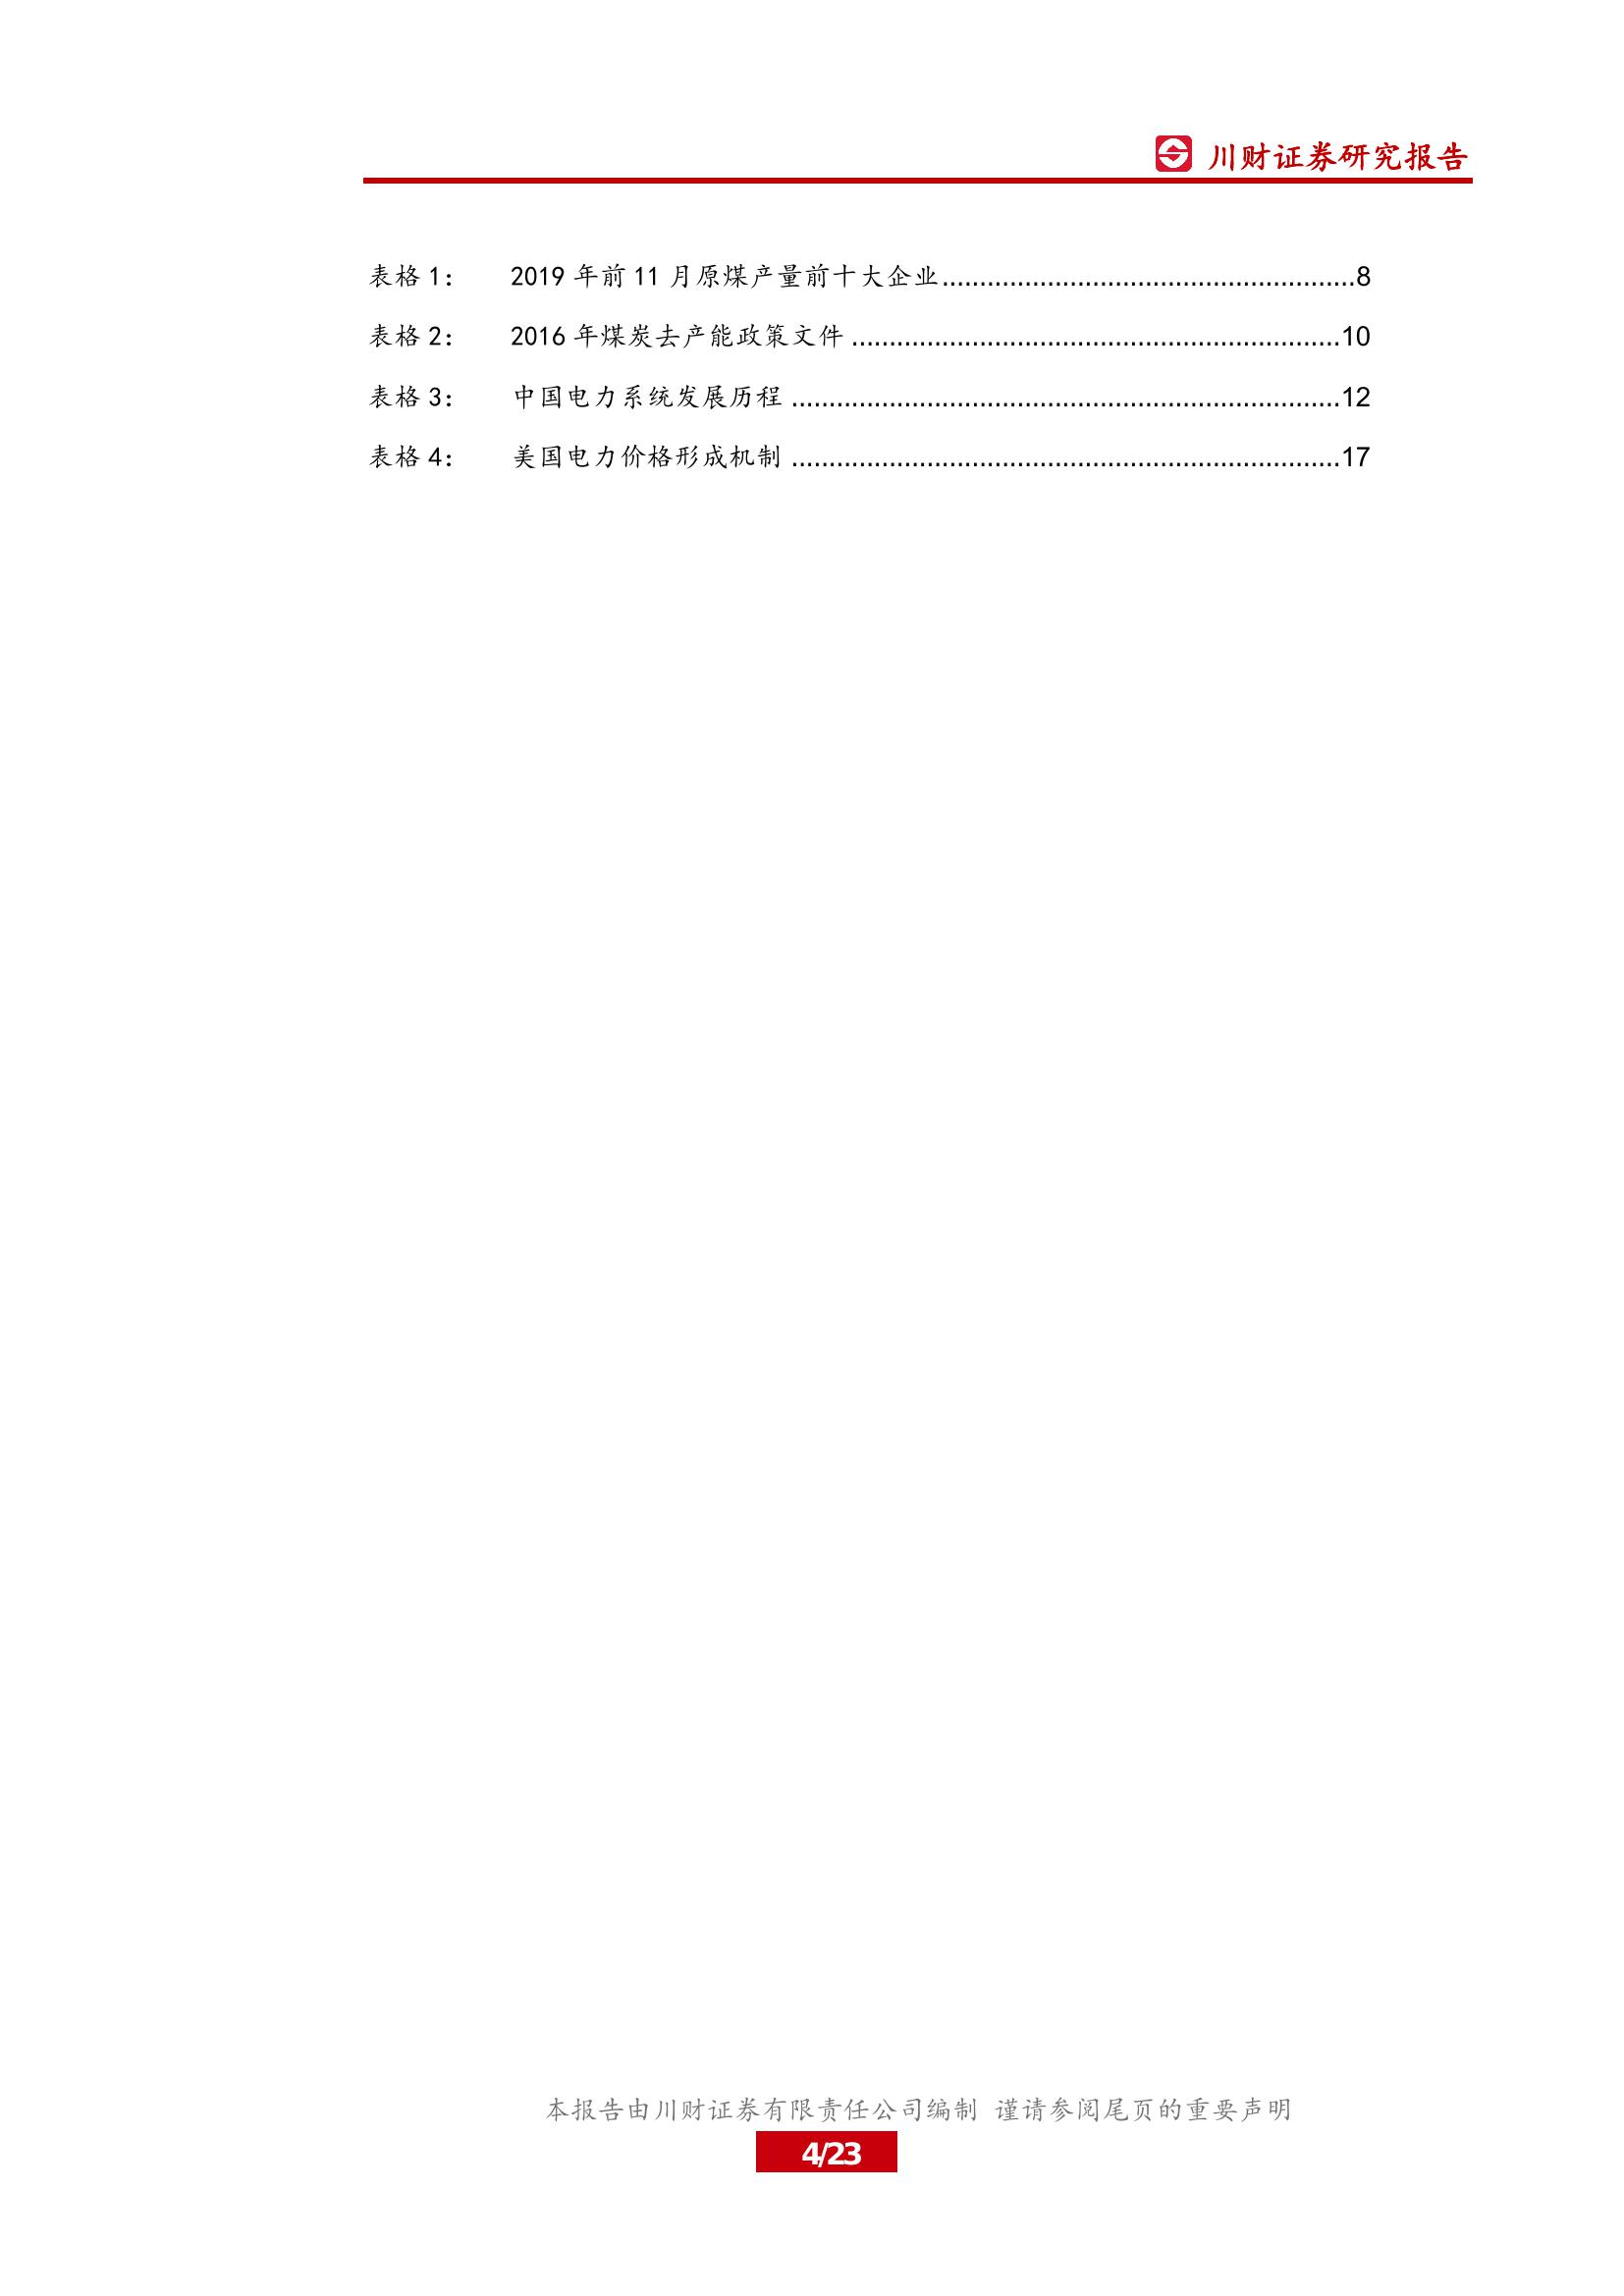 川财证券研究报告
表格 1： 2019 年前 11 月原煤产量前十大企业.......................................................8
表格 2： 2016 年煤炭去产能政策文件 .................................................................10
表格 3： 中国电力系统发展历程 .........................................................................12
表格 4： 美国电力价格形成机制 .........................................................................17
本报告由川财证券有限责任公司编制 谨请参阅尾页的重要声明
4/23